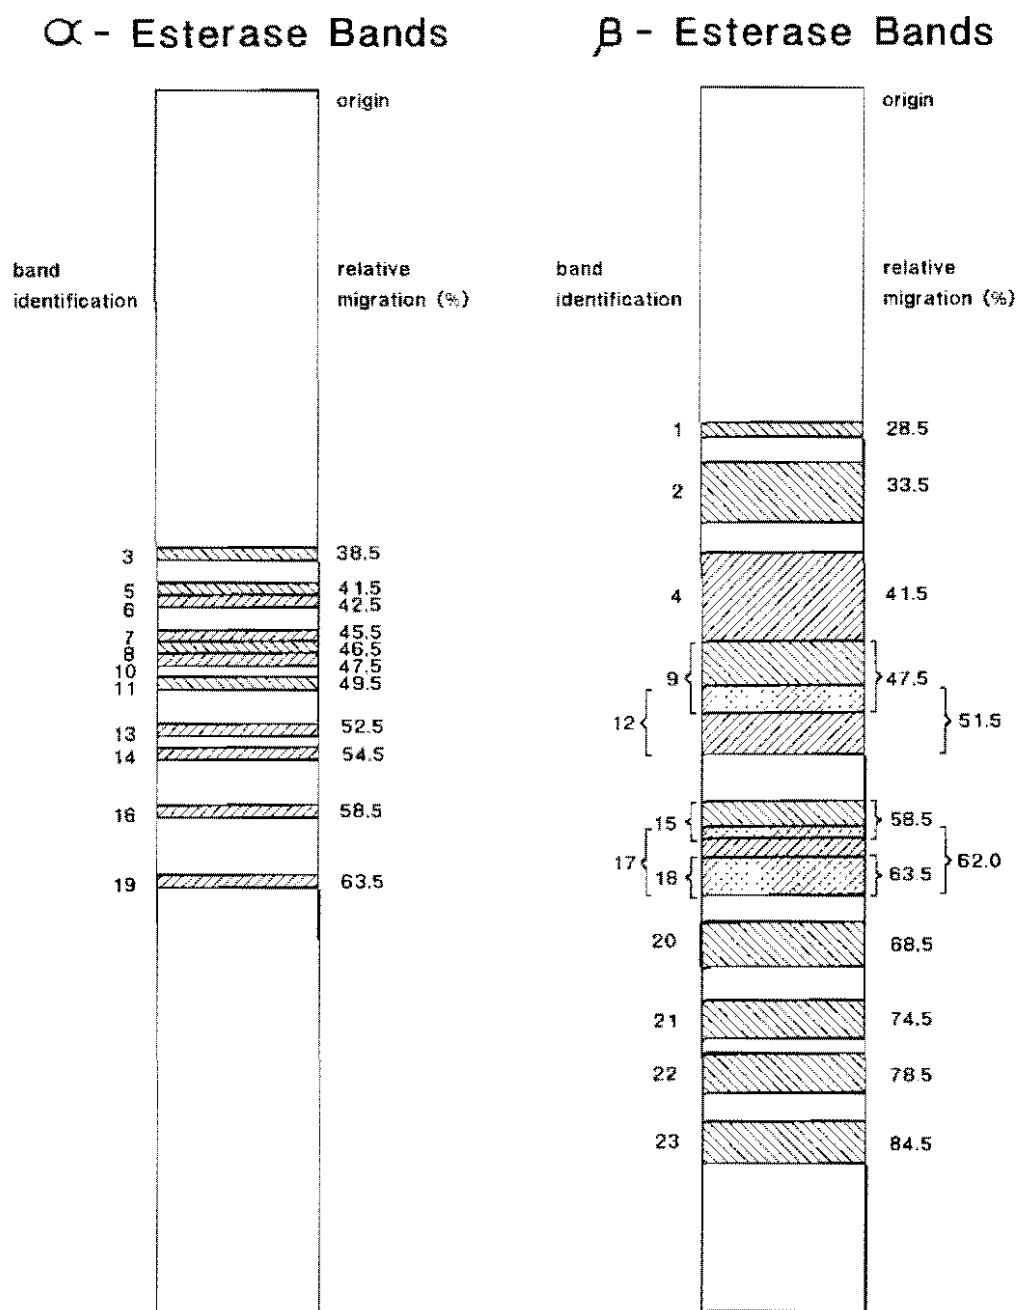 α - Esterase Bands
origin
band
identification
relative
migration (%)
3 38.5
5 41.5
6 42.5
7 45.5
8 46.5
10 47.5
11 49.5
13 52.5
14 54.5
16 58.5
19 63.5
β - Esterase Bands
origin
band
identification
relative
migration (%)
1 28.5
2 33.5
4 41.5
9 47.5
12 51.5
15 58.5
17 62.0
18 63.5
20 68.5
21 74.5
22 78.5
23 84.5